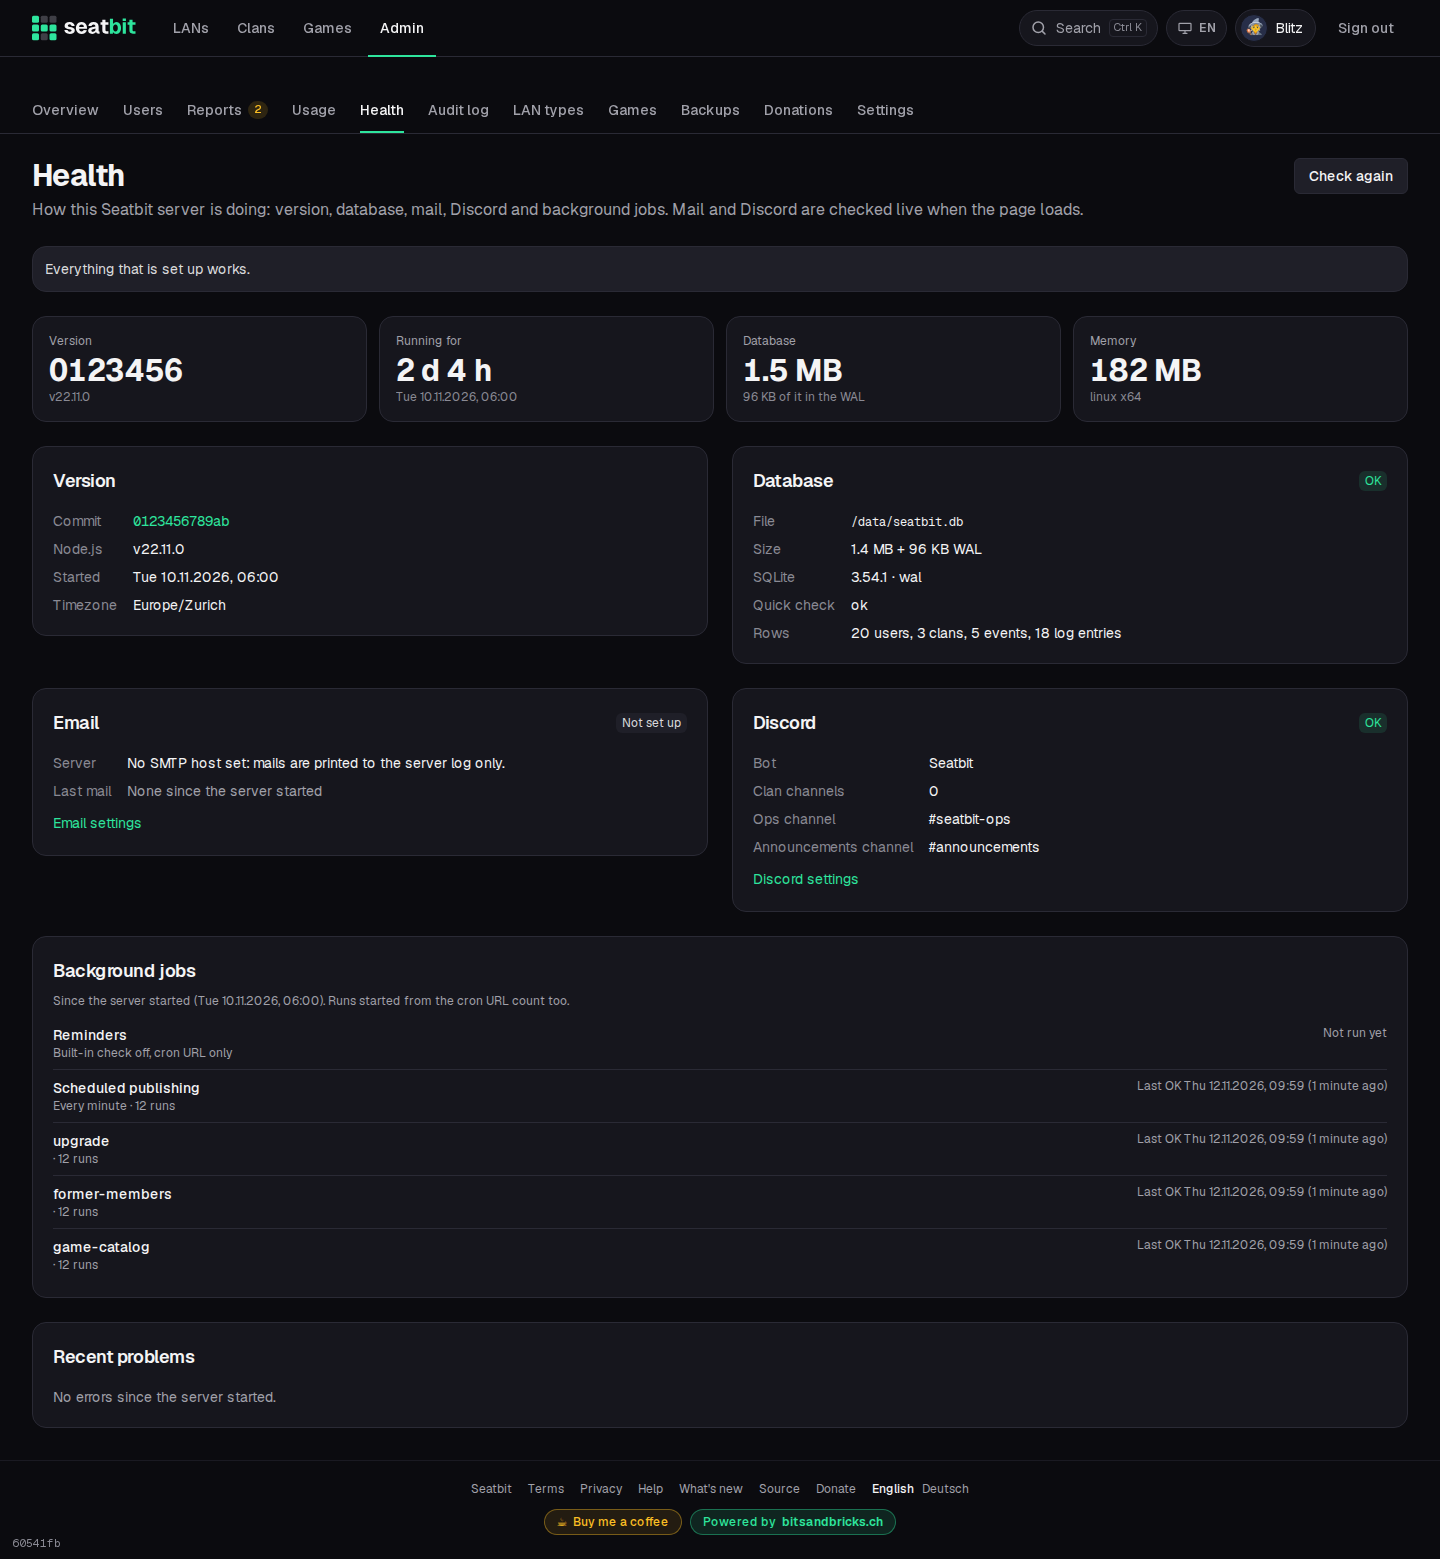 seatbit LANs Clans Games Admin Search Ctrl K EN Blitz Sign out
Overview Users Reports 2 Usage Health Audit log LAN types Games Backups Donations Settings
Health
Check again
How this Seatbit server is doing: version, database, mail, Discord and background jobs. Mail and Discord are checked live when the page loads.
Everything that is set up works.
Version
0123456
v22.11.0
Running for
2 d 4 h
Tue 10.11.2026, 06:00
Database
1.5 MB
96 KB of it in the WAL
Memory
182 MB
linux x64
Version
Commit 0123456789ab
Node.js v22.11.0
Started Tue 10.11.2026, 06:00
Timezone Europe/Zurich
Database OK
File /data/seatbit.db
Size 1.4 MB + 96 KB WAL
SQLite 3.54.1 · wal
Quick check ok
Rows 20 users, 3 clans, 5 events, 18 log entries
Email Not set up
Server No SMTP host set: mails are printed to the server log only.
Last mail None since the server started
Email settings
Discord OK
Bot Seatbit
Clan channels 0
Ops channel #seatbit-ops
Announcements channel #announcements
Discord settings
Background jobs
Since the server started (Tue 10.11.2026, 06:00). Runs started from the cron URL count too.
Reminders Not run yet
Built-in check off, cron URL only
Scheduled publishing Last OK Thu 12.11.2026, 09:59 (1 minute ago)
Every minute · 12 runs
upgrade Last OK Thu 12.11.2026, 09:59 (1 minute ago)
· 12 runs
former-members Last OK Thu 12.11.2026, 09:59 (1 minute ago)
· 12 runs
game-catalog Last OK Thu 12.11.2026, 09:59 (1 minute ago)
· 12 runs
Recent problems
No errors since the server started.
Seatbit Terms Privacy Help What's new Source Donate English Deutsch
Buy me a coffee Powered by bitsandbricks.ch
60541fb